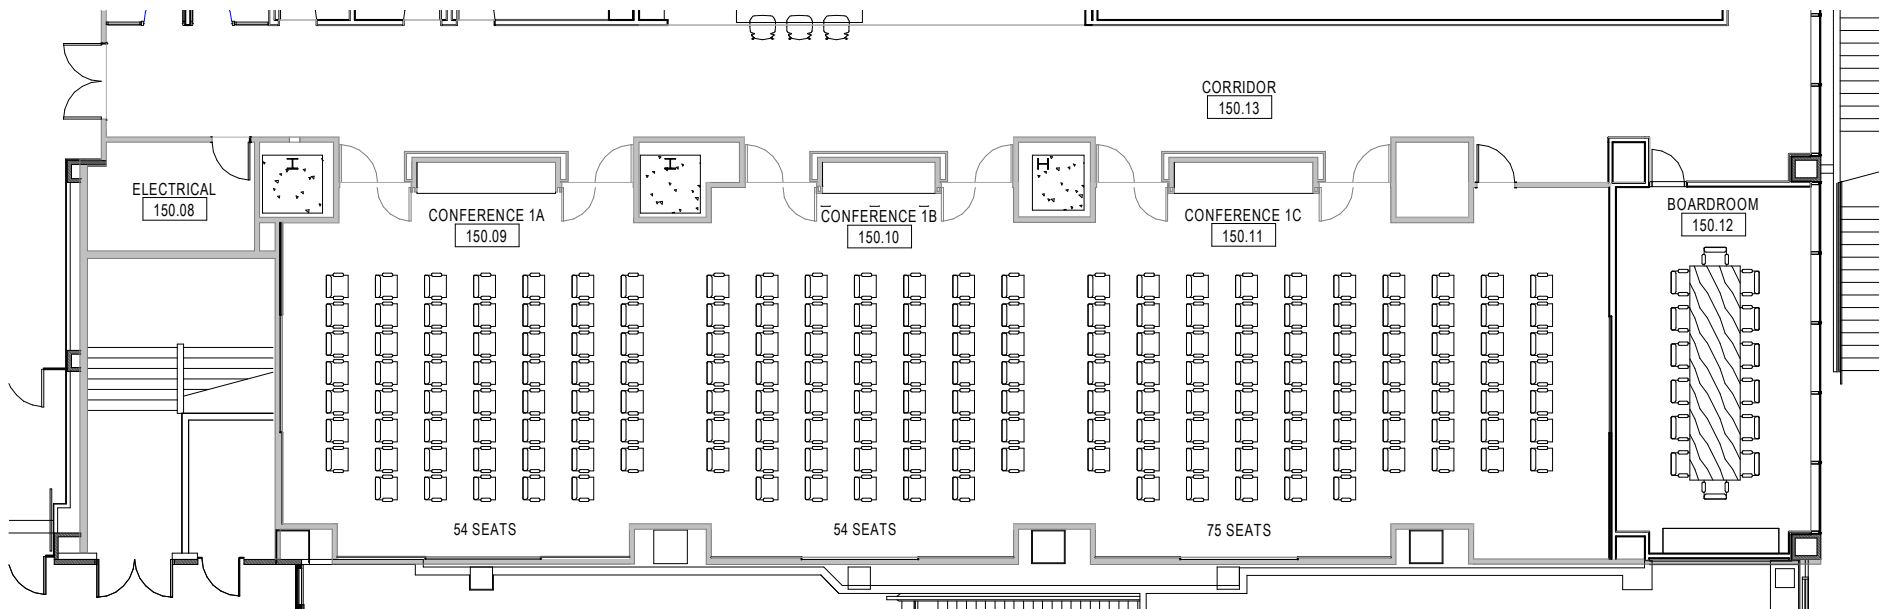 CORRIDOR
150.13
ELECTRICAL
150.08
CONFERENCE 1A
150.09
CONFERENCE 1B
150.10
CONFERENCE 1C
150.11
BOARDROOM
150.12
54 SEATS
54 SEATS
75 SEATS